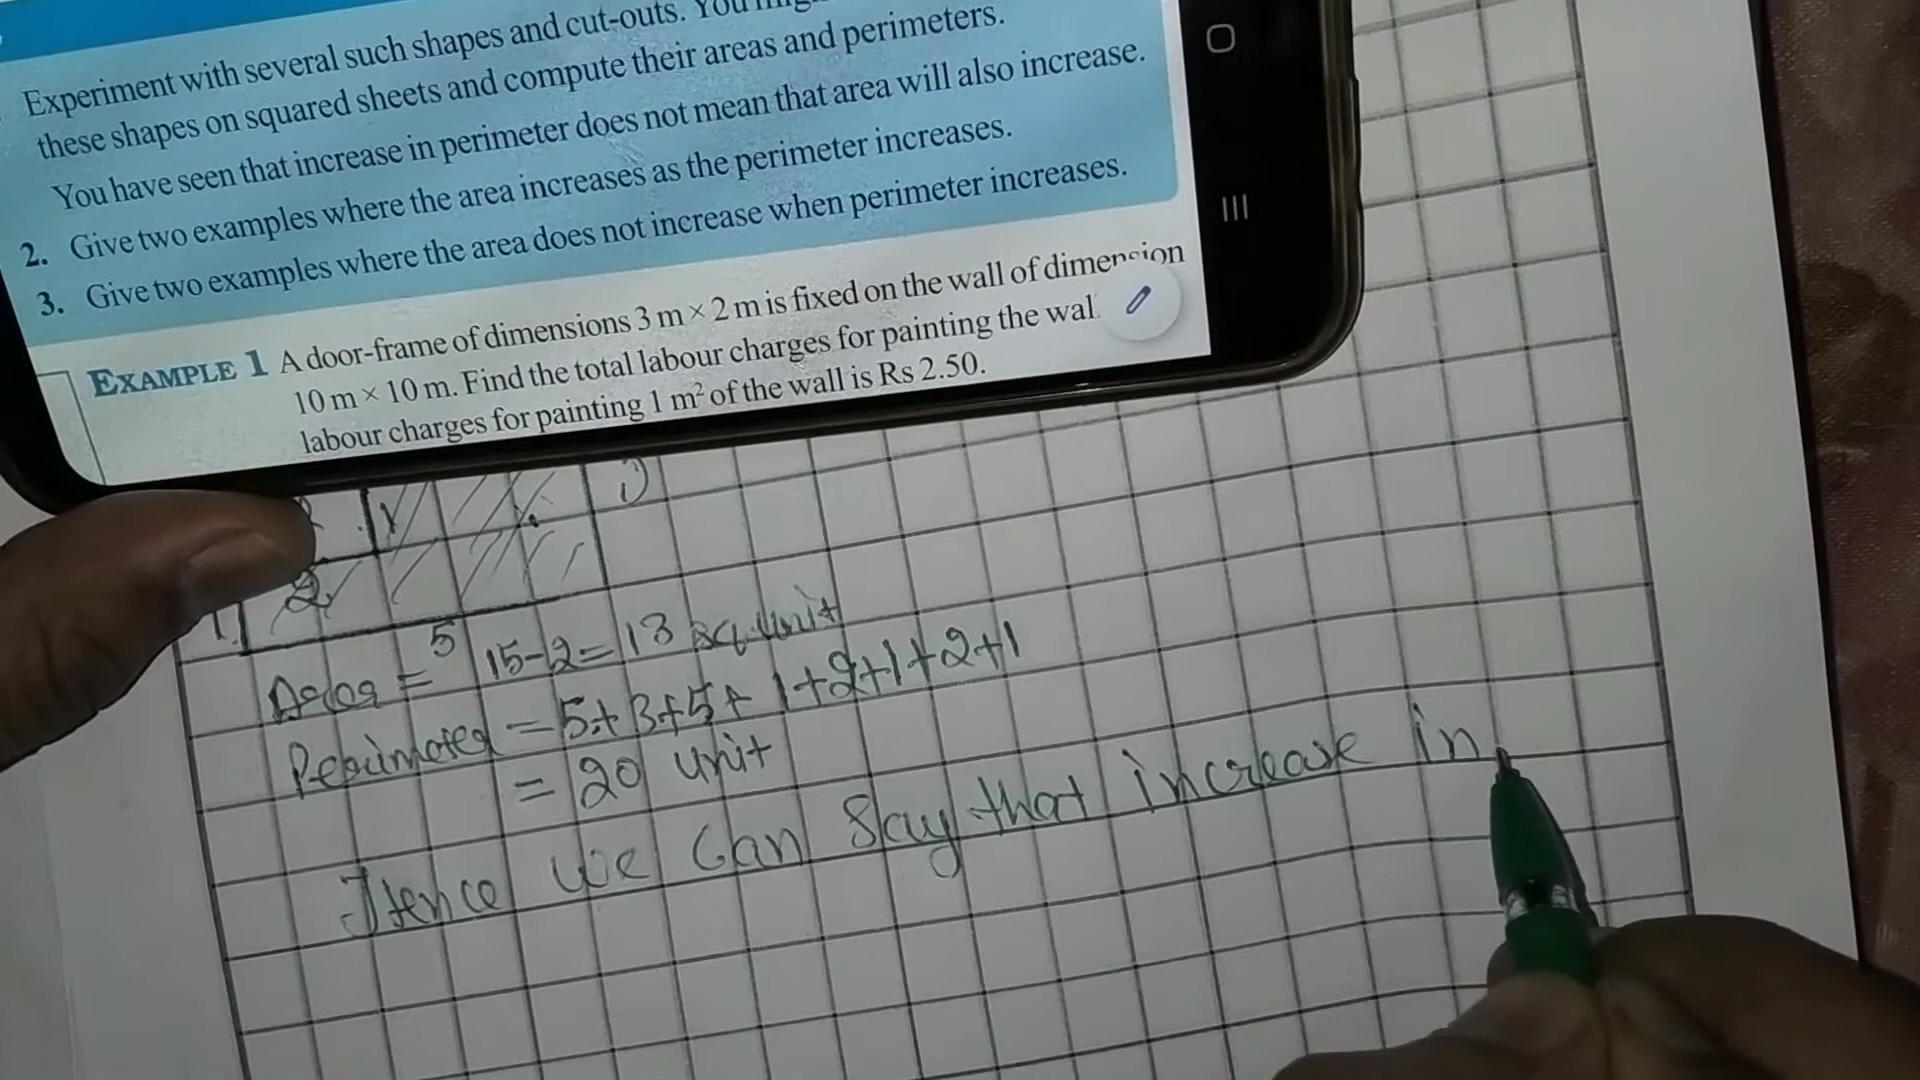 Experiment with several such shapes and cut-outs. You
these shapes on squared sheets and compute their areas and perimeters.
You have seen that increase in perimeter does not mean that area will also increase.
2. Give two examples where the area increases as the perimeter increases.
3. Give two examples where the area does not increase when perimeter increases.
EXAMPLE 1 A door-frame of dimensions 3 m × 2 m is fixed on the wall of dimension
10 m × 10 m. Find the total labour charges for painting the wal
labour charges for painting 1 m² of the wall is Rs 2.50.
1
2
5
Area = 15-2 = 13 sq unit
Perimeter = 5+3+5+1+2+1+2+1
= 20 unit
Hence we Can Say that increase in